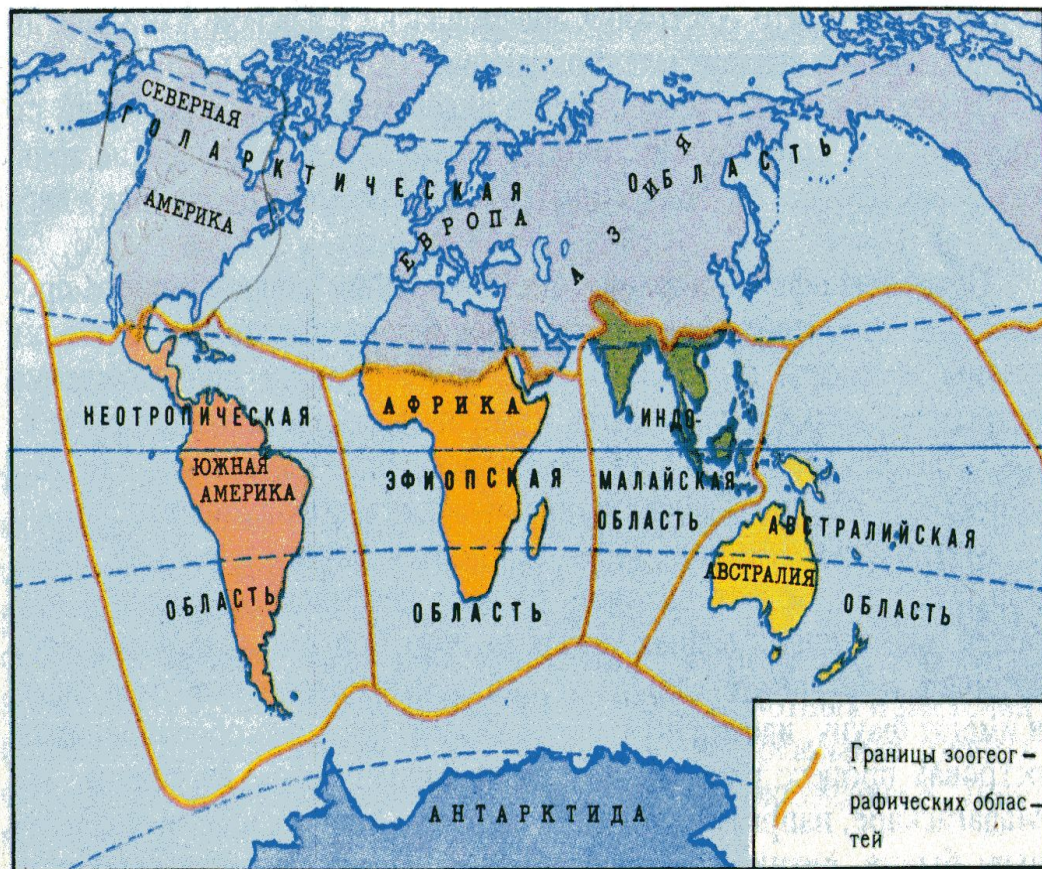 СЕВЕРНАЯ
АМЕРИКА
ГОЛАРКТИЧЕСКАЯ ОБЛАСТЬ
ЕВРОПА
АЗИЯ
НЕОТРОПИЧЕСКАЯ
ОБЛАСТЬ
ЮЖНАЯ
АМЕРИКА
АФРИКА
ЭФИОПСКАЯ
ОБЛАСТЬ
ИНДО-
МАЛАЙСКАЯ
ОБЛАСТЬ
АВСТРАЛИЙСКАЯ
ОБЛАСТЬ
АВСТРАЛИЯ
АНТАРКТИДА
Границы зоогеог-
рафических облас-
тей